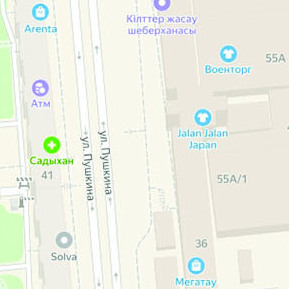 Arenta
Кілттер жасау
шеберханасы
Военторг
55А
Атм
Jalan Jalan
Japan
Садыхан
41
ул. Пушкина
ул. Пушкина
55А/1
Solva
36
Мегатау